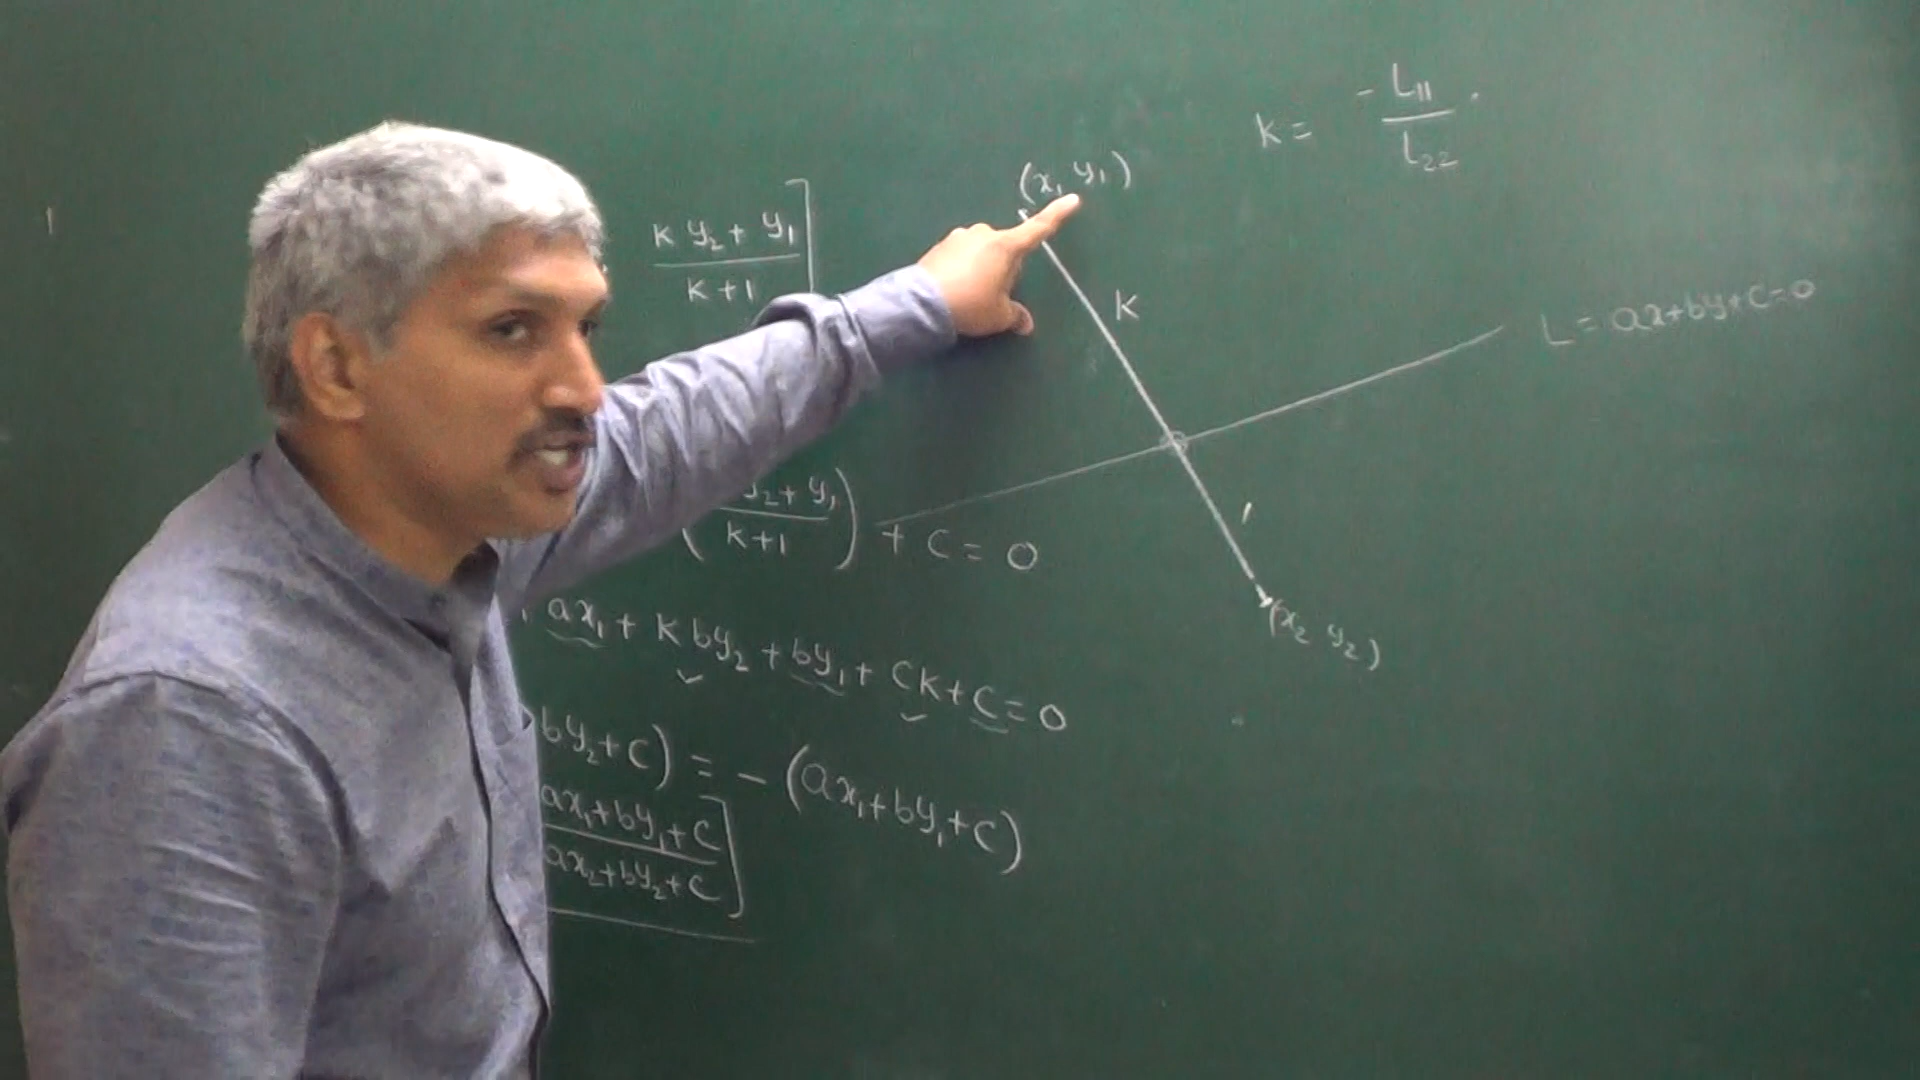 k = - L₁₁ / L₂₂ .
(x₁ y₁)
K y₂ + y₁ / K+1 ]
K
L = ax+by+c=0
y₂ + y₁ / K+1 ) + C = 0
1
(x₂ y₂)
ax₁ + K by₂ + by₁ + CK + C = 0
by₂+C) = - (ax₁+by₁+C)
ax₁+by₁+C / ax₂+by₂+C ]